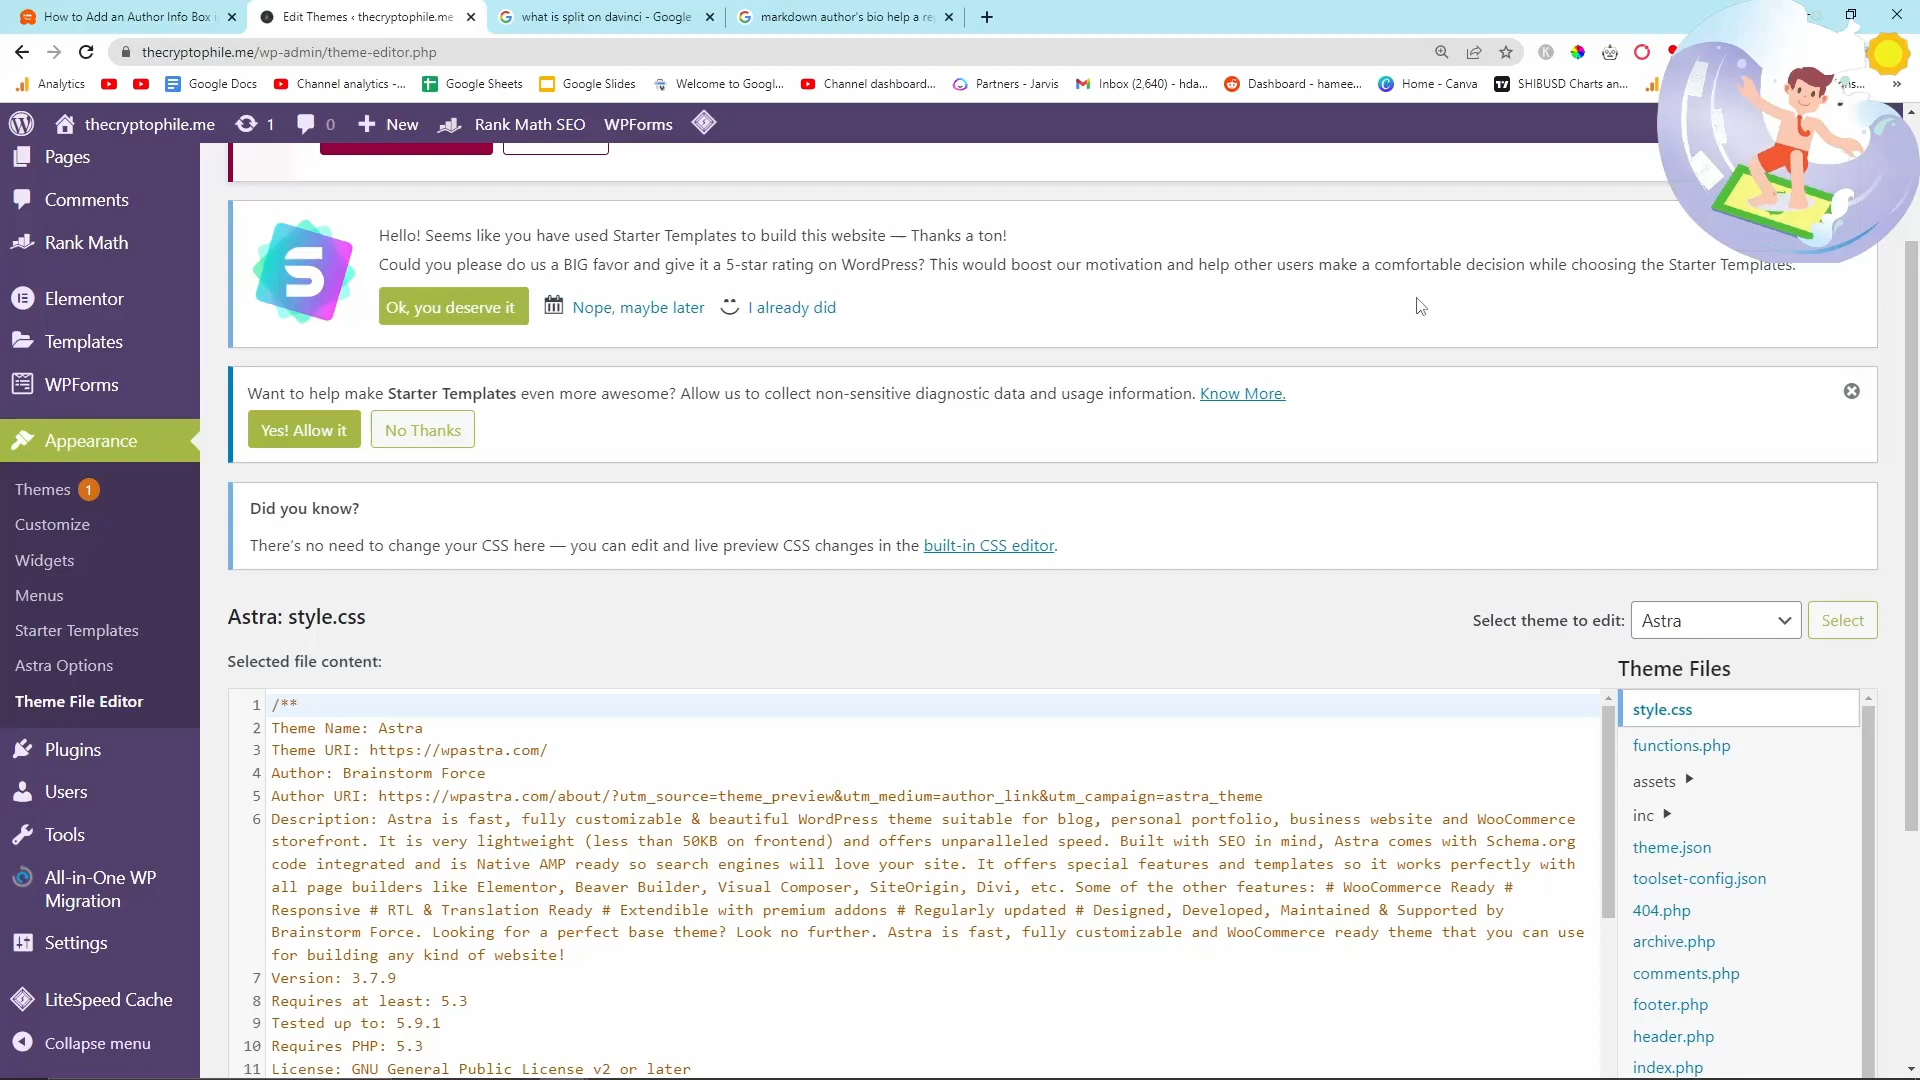 How to Add an Author Info Box i
Edit Themes ‹ thecryptophile.me
what is split on davinci - Google
markdown author's bio help a re
thecryptophile.me/wp-admin/theme-editor.php
Analytics
Google Docs
Channel analytics -...
Google Sheets
Google Slides
Welcome to Googl...
Channel dashboard...
Partners - Jarvis
Inbox (2,640) - hda...
Dashboard - hamee...
Home - Canva
SHIBUSD Charts an...
thecryptophile.me
1
0
New
Rank Math SEO
WPForms
Pages
Comments
Rank Math
Elementor
Templates
WPForms
Appearance
Themes 1
Customize
Widgets
Menus
Starter Templates
Astra Options
Theme File Editor
Plugins
Users
Tools
All-in-One WP
Migration
Settings
LiteSpeed Cache
Collapse menu
Hello! Seems like you have used Starter Templates to build this website — Thanks a ton!
Could you please do us a BIG favor and give it a 5-star rating on WordPress? This would boost our motivation and help other users make a comfortable decision while choosing the Starter Templates.
Ok, you deserve it
Nope, maybe later
I already did
Want to help make Starter Templates even more awesome? Allow us to collect non-sensitive diagnostic data and usage information. Know More.
Yes! Allow it
No Thanks
Did you know?
There's no need to change your CSS here — you can edit and live preview CSS changes in the built-in CSS editor.
Astra: style.css
Select theme to edit: Astra Select
Selected file content:
1 /**
2 Theme Name: Astra
3 Theme URI: https://wpastra.com/
4 Author: Brainstorm Force
5 Author URI: https://wpastra.com/about/?utm_source=theme_preview&utm_medium=author_link&utm_campaign=astra_theme
6 Description: Astra is fast, fully customizable & beautiful WordPress theme suitable for blog, personal portfolio, business website and WooCommerce
storefront. It is very lightweight (less than 50KB on frontend) and offers unparalleled speed. Built with SEO in mind, Astra comes with Schema.org
code integrated and is Native AMP ready so search engines will love your site. It offers special features and templates so it works perfectly with
all page builders like Elementor, Beaver Builder, Visual Composer, SiteOrigin, Divi, etc. Some of the other features: # WooCommerce Ready #
Responsive # RTL & Translation Ready # Extendible with premium addons # Regularly updated # Designed, Developed, Maintained & Supported by
Brainstorm Force. Looking for a perfect base theme? Look no further. Astra is fast, fully customizable and WooCommerce ready theme that you can use
for building any kind of website!
7 Version: 3.7.9
8 Requires at least: 5.3
9 Tested up to: 5.9.1
10 Requires PHP: 5.3
11 License: GNU General Public License v2 or later
Theme Files
style.css
functions.php
assets
inc
theme.json
toolset-config.json
404.php
archive.php
comments.php
footer.php
header.php
index.php